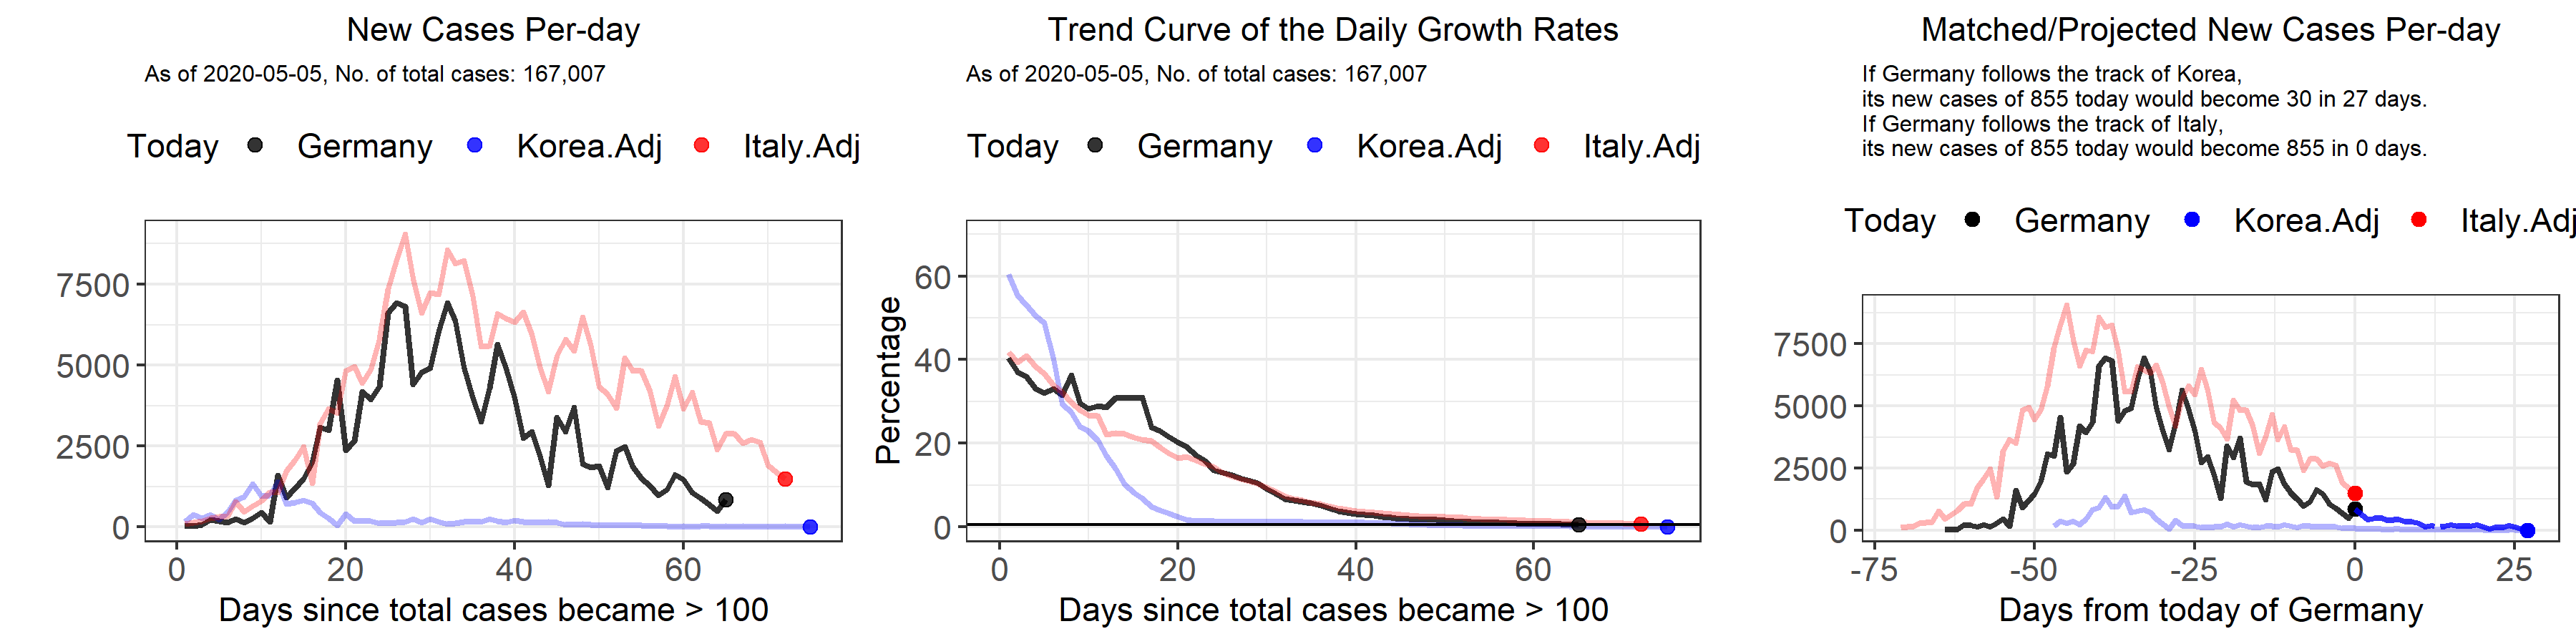 New Cases Per-day
As of 2020-05-05, No. of total cases: 167,007
Today Germany Korea.Adj Italy.Adj
7500
5000
2500
0
0 20 40 60
Days since total cases became > 100
Trend Curve of the Daily Growth Rates
As of 2020-05-05, No. of total cases: 167,007
Today Germany Korea.Adj Italy.Adj
Percentage
60
40
20
0
0 20 40 60
Days since total cases became > 100
Matched/Projected New Cases Per-day
If Germany follows the track of Korea,
its new cases of 855 today would become 30 in 27 days.
If Germany follows the track of Italy,
its new cases of 855 today would become 855 in 0 days.
Today Germany Korea.Adj Italy.Adj
7500
5000
2500
0
-75 -50 -25 0 25
Days from today of Germany